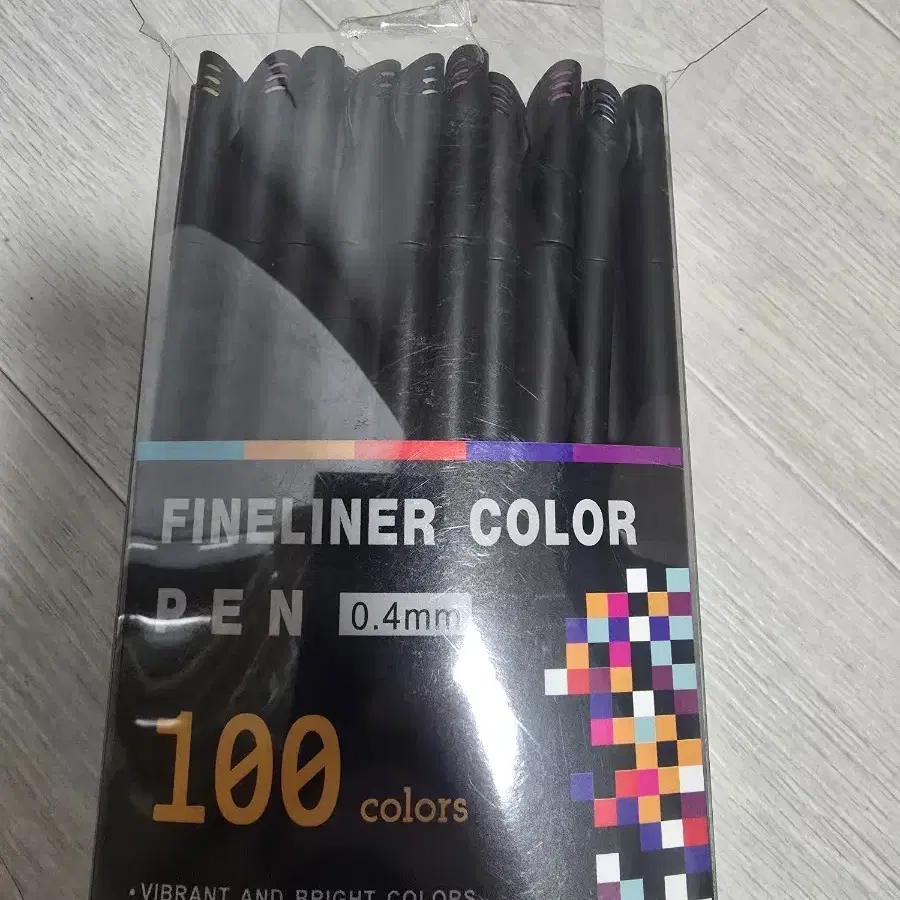 FINELINER COLOR
PEN 0.4mm
100 colors
·VIBRANT AND BRIGHT COLORS